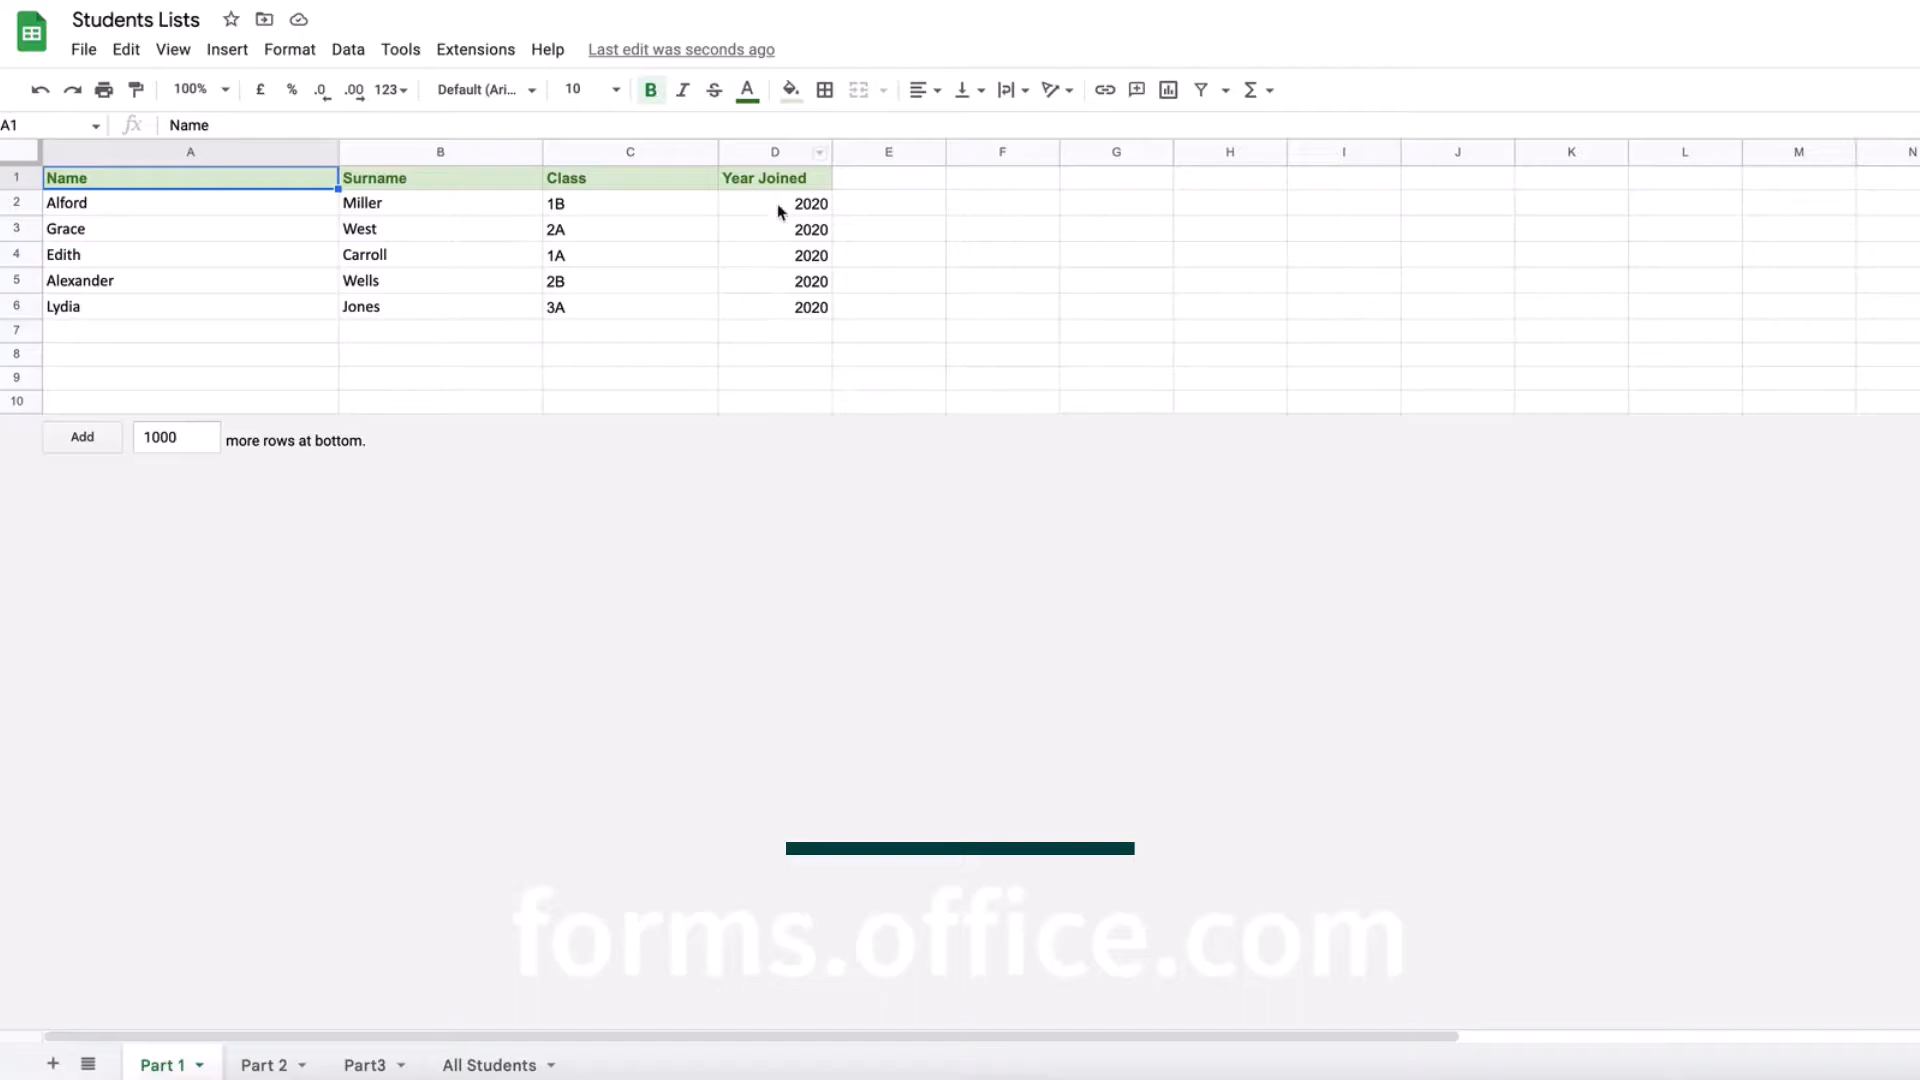 Students Lists
File Edit View Insert Format Data Tools Extensions Help Last edit was seconds ago
100% £ % .0 .00 123 Default (Ari... 10 B I S A
A1 fx Name
A B C D E F G H I J K L M N
1 Name Surname Class Year Joined
2 Alford Miller 1B 2020
3 Grace West 2A 2020
4 Edith Carroll 1A 2020
5 Alexander Wells 2B 2020
6 Lydia Jones 3A 2020
7
8
9
10
Add 1000 more rows at bottom.
forms.office.com
+ Part 1 Part 2 Part3 All Students